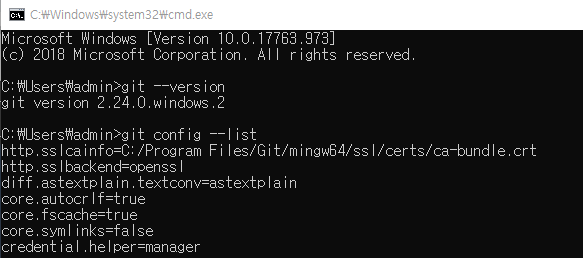 C:₩Windows₩system32₩cmd.exe
Microsoft Windows [Version 10.0.17763.973]
(c) 2018 Microsoft Corporation. All rights reserved.
C:₩Users₩admin>git --version
git version 2.24.0.windows.2
C:₩Users₩admin>git config --list
http.sslcainfo=C:/Program Files/Git/mingw64/ssl/certs/ca-bundle.crt
http.sslbackend=openssl
diff.astextplain.textconv=astextplain
core.autocrlf=true
core.fscache=true
core.symlinks=false
credential.helper=manager